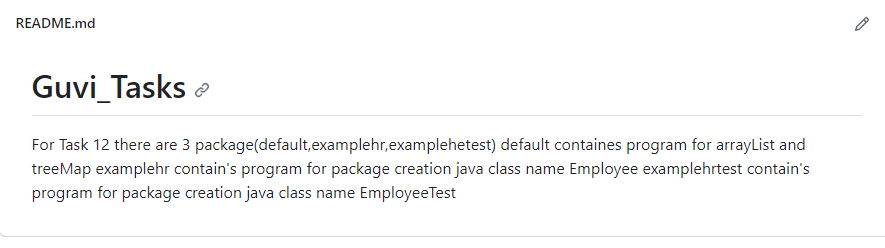 README.md
Guvi_Tasks
For Task 12 there are 3 package(default,examplehr,examplehetest) default containes program for arrayList and
treeMap examplehr contain's program for package creation java class name Employee examplehrtest contain's
program for package creation java class name EmployeeTest